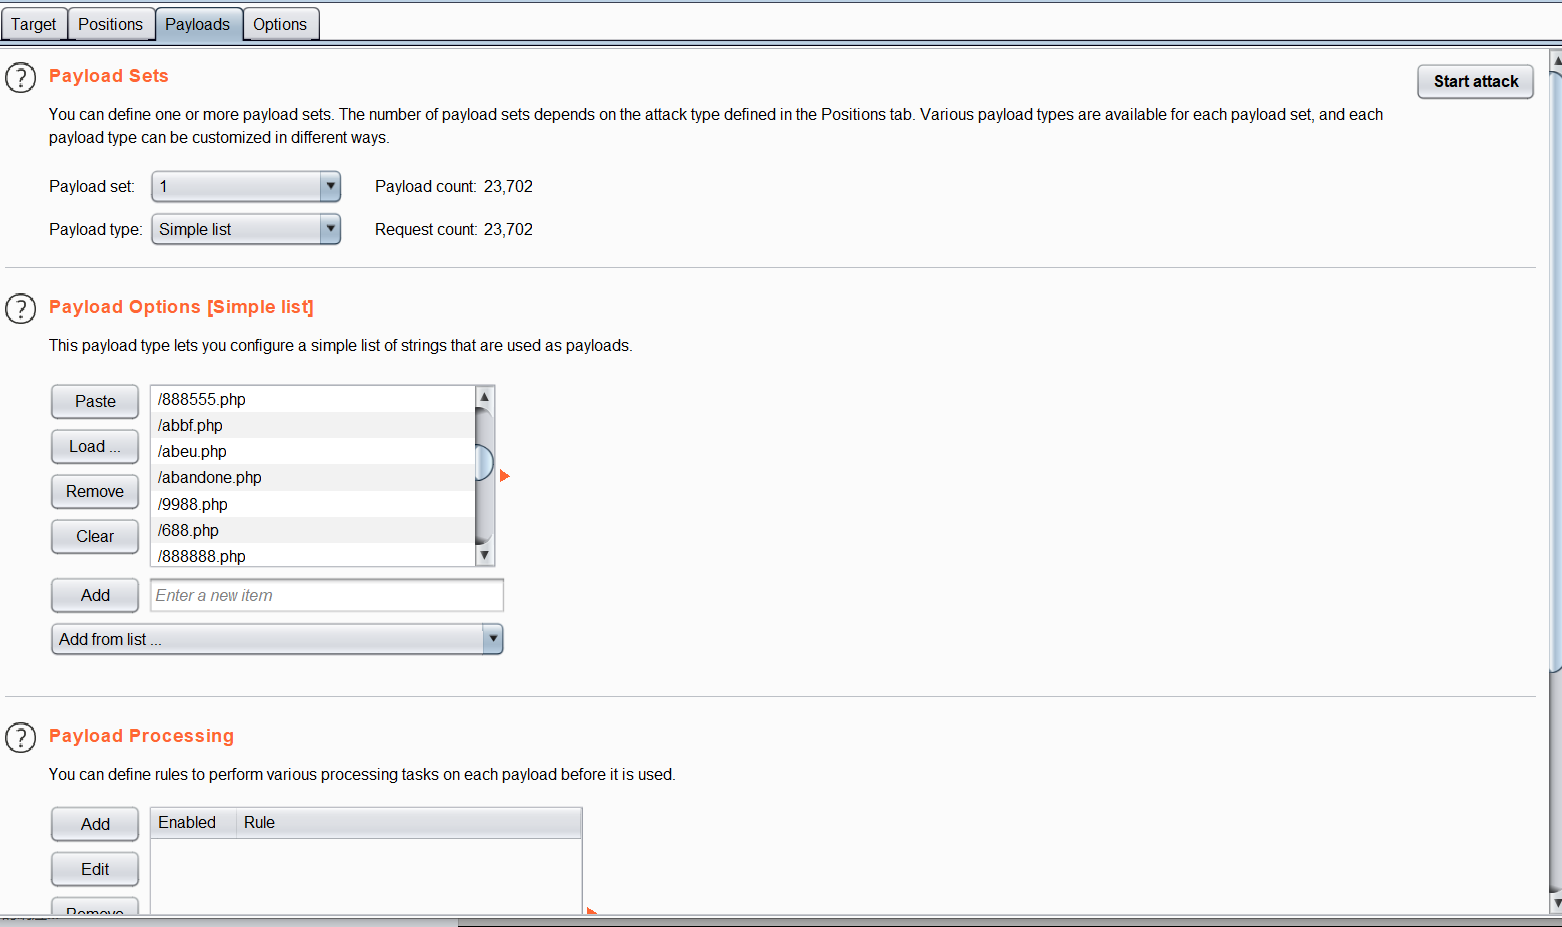 Target Positions Payloads Options
Payload Sets
Start attack
You can define one or more payload sets. The number of payload sets depends on the attack type defined in the Positions tab. Various payload types are available for each payload set, and each
payload type can be customized in different ways.
Payload set: 1 Payload count: 23,702
Payload type: Simple list Request count: 23,702
Payload Options [Simple list]
This payload type lets you configure a simple list of strings that are used as payloads.
Paste
Load ...
Remove
Clear
/888555.php
/abbf.php
/abeu.php
/abandone.php
/9988.php
/688.php
/888888.php
Add Enter a new item
Add from list ...
Payload Processing
You can define rules to perform various processing tasks on each payload before it is used.
Add
Edit
Remove
Enabled Rule